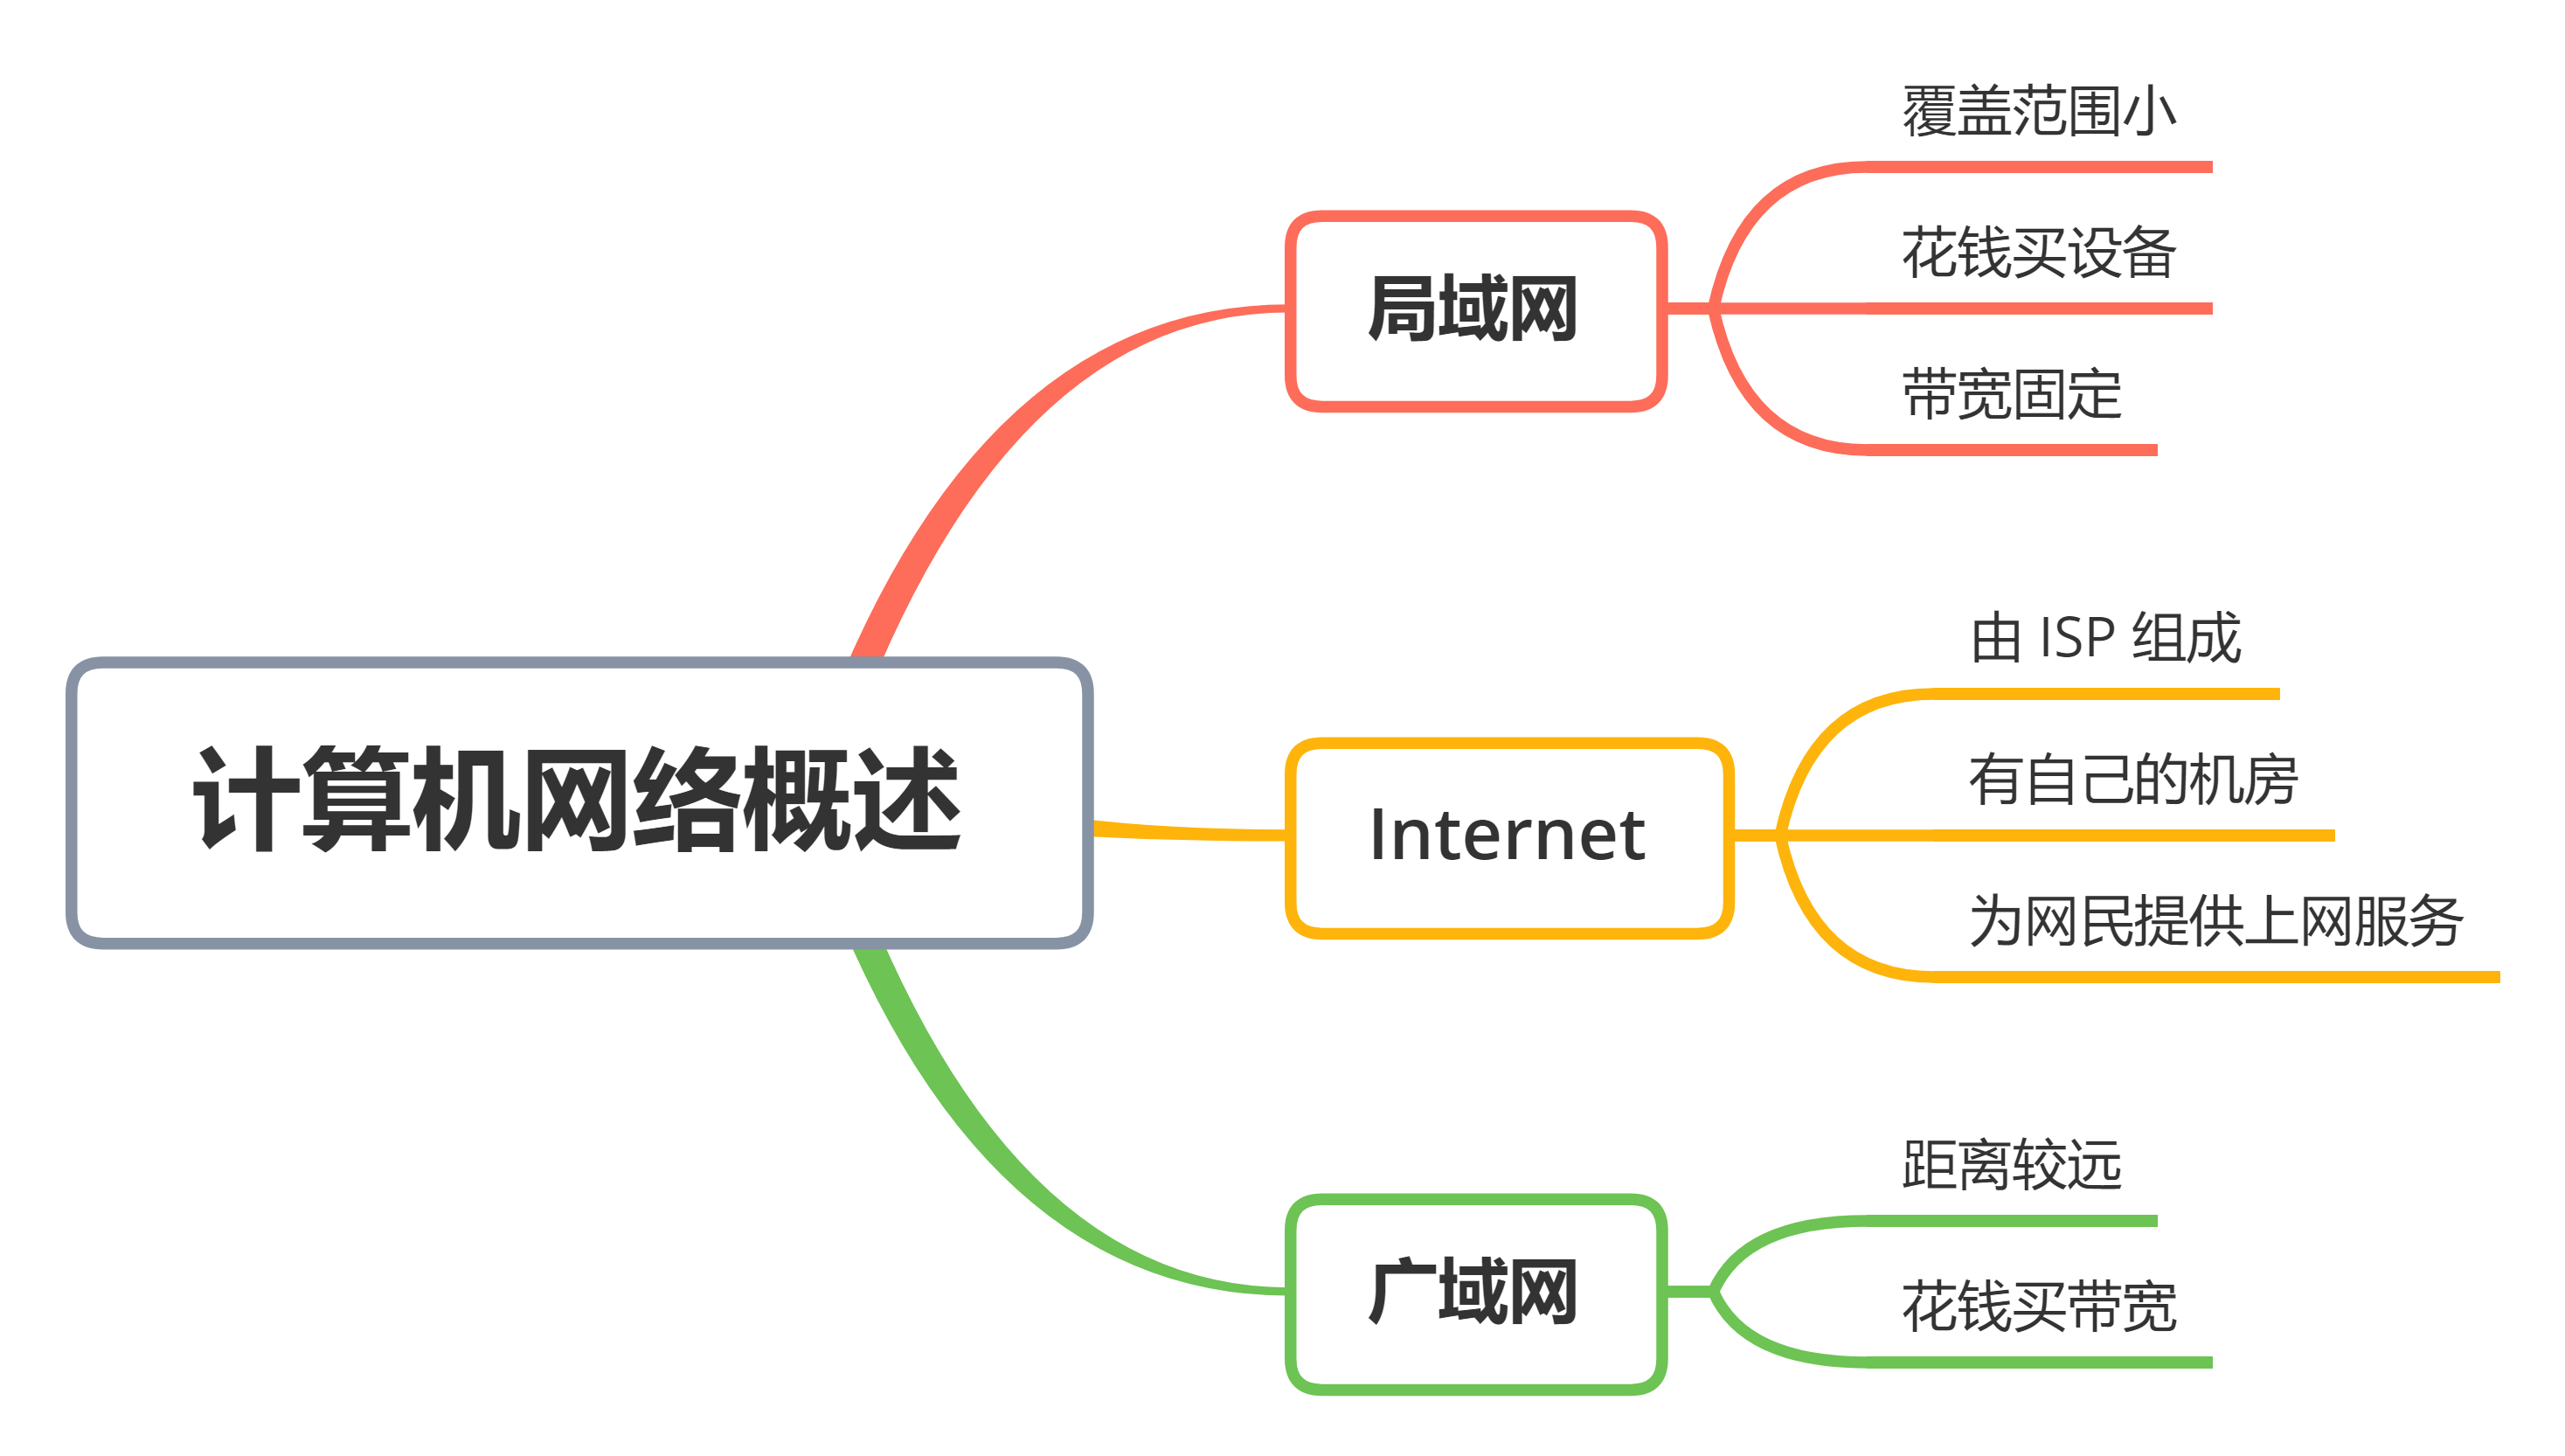 计算机网络概述
局域网
覆盖范围小
花钱买设备
带宽固定
Internet
由 ISP 组成
有自己的机房
为网民提供上网服务
广域网
距离较远
花钱买带宽